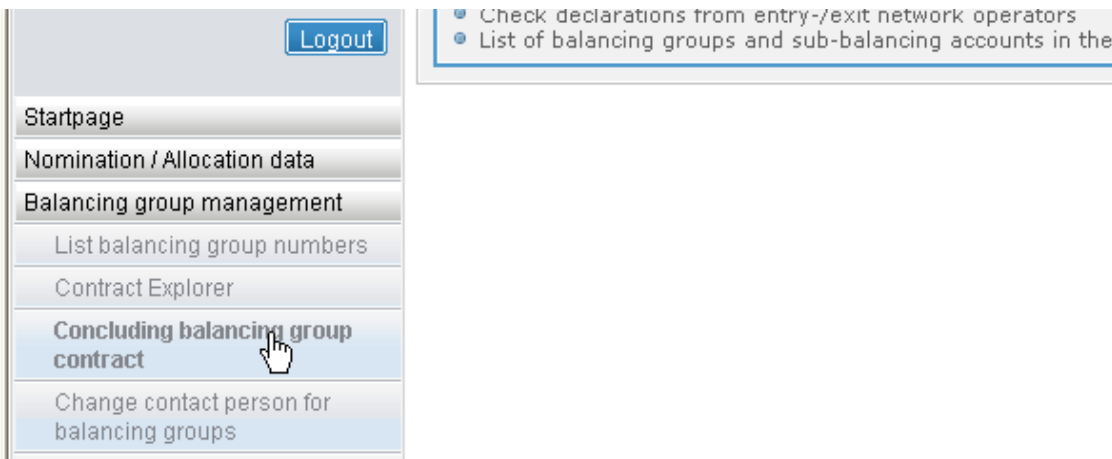 Logout
Check declarations from entry-/exit network operators
List of balancing groups and sub-balancing accounts in the
Startpage
Nomination / Allocation data
Balancing group management
List balancing group numbers
Contract Explorer
Concluding balancing group
contract
Change contact person for
balancing groups